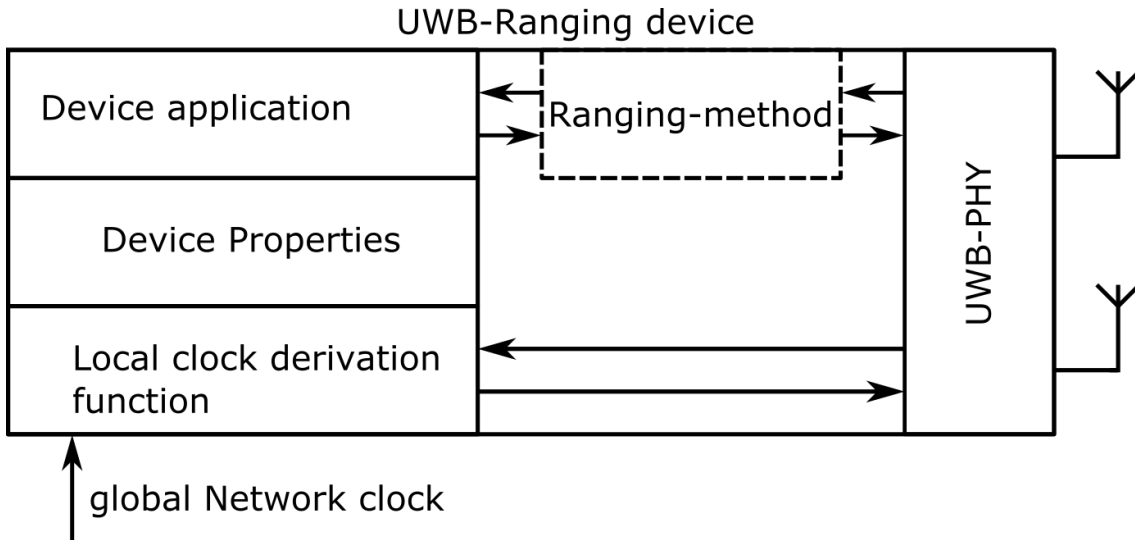 UWB-Ranging device
Device application
Ranging-method
Device Properties
UWB-PHY
Local clock derivation
function
global Network clock